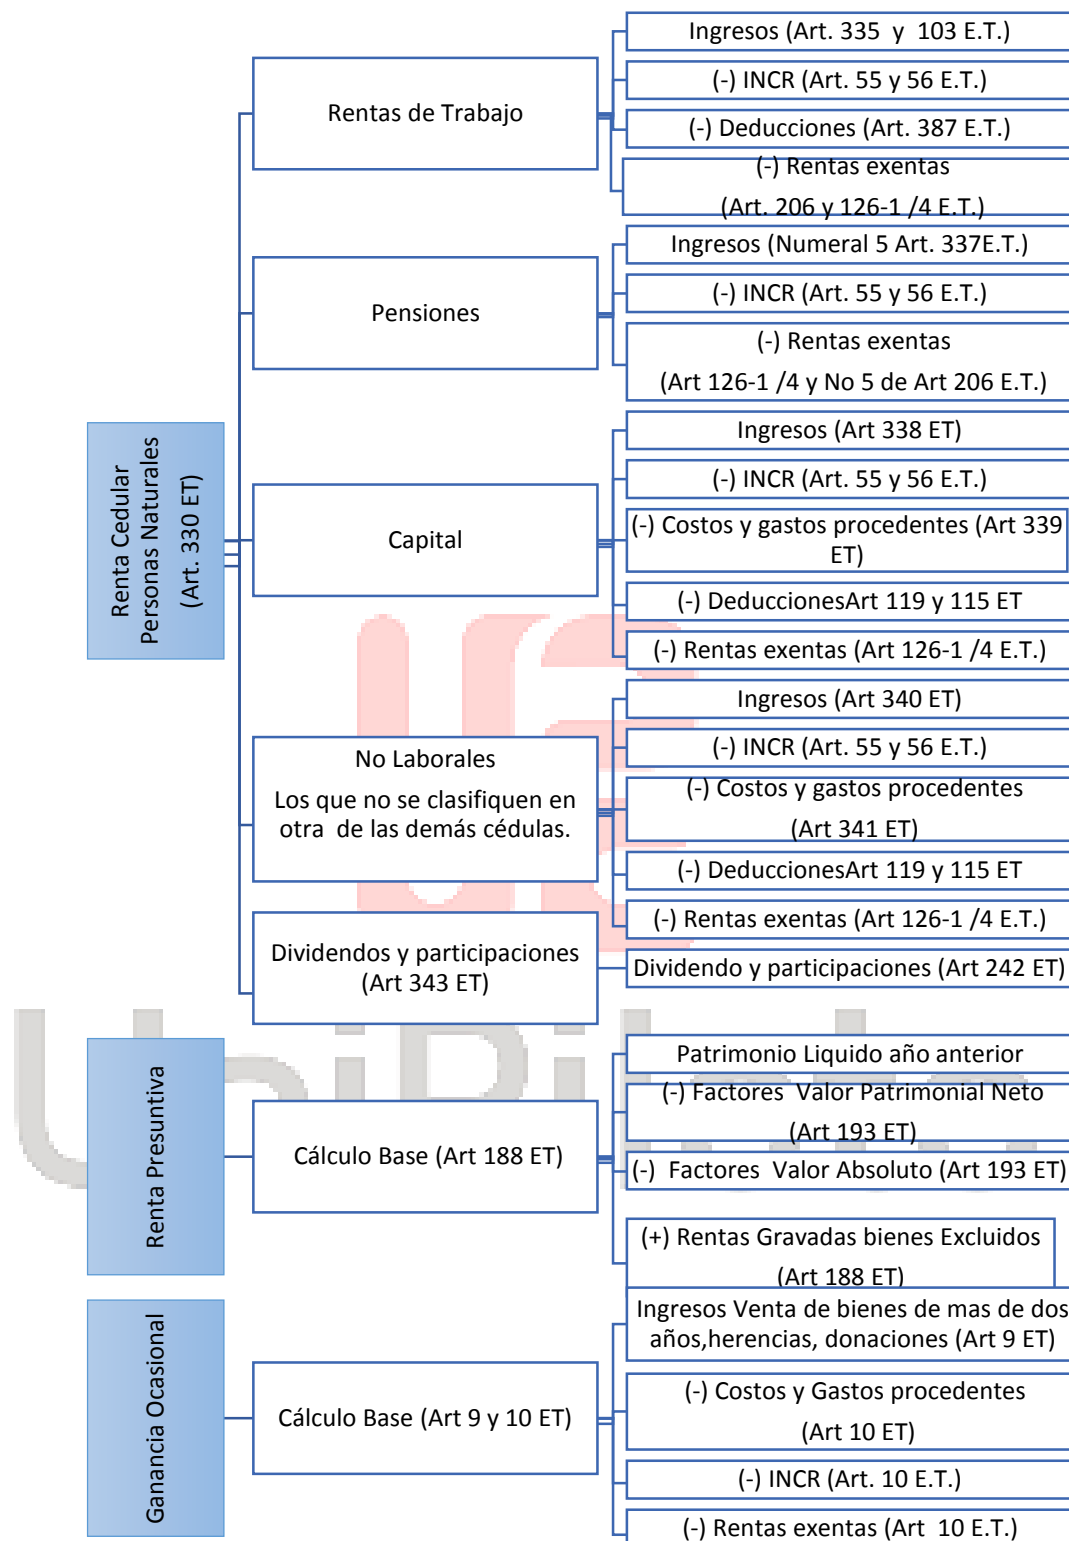 Renta Cedular
Personas Naturales
(Art. 330 ET)
Rentas de Trabajo
Ingresos (Art. 335 y 103 E.T.)
(-) INCR (Art. 55 y 56 E.T.)
(-) Deducciones (Art. 387 E.T.)
(-) Rentas exentas
(Art. 206 y 126-1 /4 E.T.)
Pensiones
Ingresos (Numeral 5 Art. 337E.T.)
(-) INCR (Art. 55 y 56 E.T.)
(-) Rentas exentas
(Art 126-1 /4 y No 5 de Art 206 E.T.)
Capital
Ingresos (Art 338 ET)
(-) INCR (Art. 55 y 56 E.T.)
(-) Costos y gastos procedentes (Art 339
ET)
(-) DeduccionesArt 119 y 115 ET
(-) Rentas exentas (Art 126-1 /4 E.T.)
No Laborales
Los que no se clasifiquen en
otra de las demás cédulas.
Ingresos (Art 340 ET)
(-) INCR (Art. 55 y 56 E.T.)
(-) Costos y gastos procedentes
(Art 341 ET)
(-) DeduccionesArt 119 y 115 ET
(-) Rentas exentas (Art 126-1 /4 E.T.)
Dividendos y participaciones
(Art 343 ET)
Dividendo y participaciones (Art 242 ET)
Renta Presuntiva
Cálculo Base (Art 188 ET)
Patrimonio Liquido año anterior
(-) Factores Valor Patrimonial Neto
(Art 193 ET)
(-) Factores Valor Absoluto (Art 193 ET)
(+) Rentas Gravadas bienes Excluidos
(Art 188 ET)
Ganancia Ocasional
Cálculo Base (Art 9 y 10 ET)
Ingresos Venta de bienes de mas de dos
años,herencias, donaciones (Art 9 ET)
(-) Costos y Gastos procedentes
(Art 10 ET)
(-) INCR (Art. 10 E.T.)
(-) Rentas exentas (Art 10 E.T.)